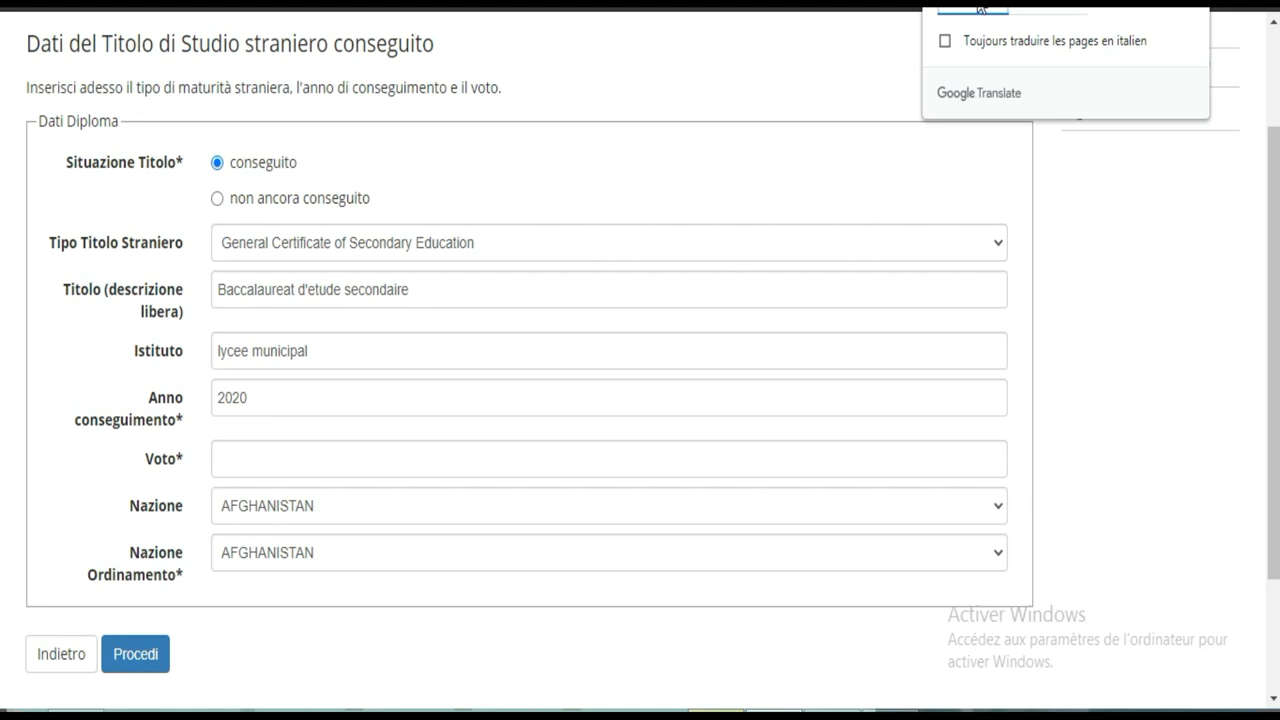 Dati del Titolo di Studio straniero conseguito
Toujours traduire les pages en italien
Google Translate
Inserisci adesso il tipo di maturità straniera, l'anno di conseguimento e il voto.
Dati Diploma
Situazione Titolo* conseguito
non ancora conseguito
Tipo Titolo Straniero General Certificate of Secondary Education
Titolo (descrizione libera) Baccalaureat d'etude secondaire
Istituto lycee municipal
Anno conseguimento* 2020
Voto*
Nazione AFGHANISTAN
Nazione Ordinamento* AFGHANISTAN
Indietro Procedi
Activer Windows
Accédez aux paramètres de l'ordinateur pour
activer Windows.